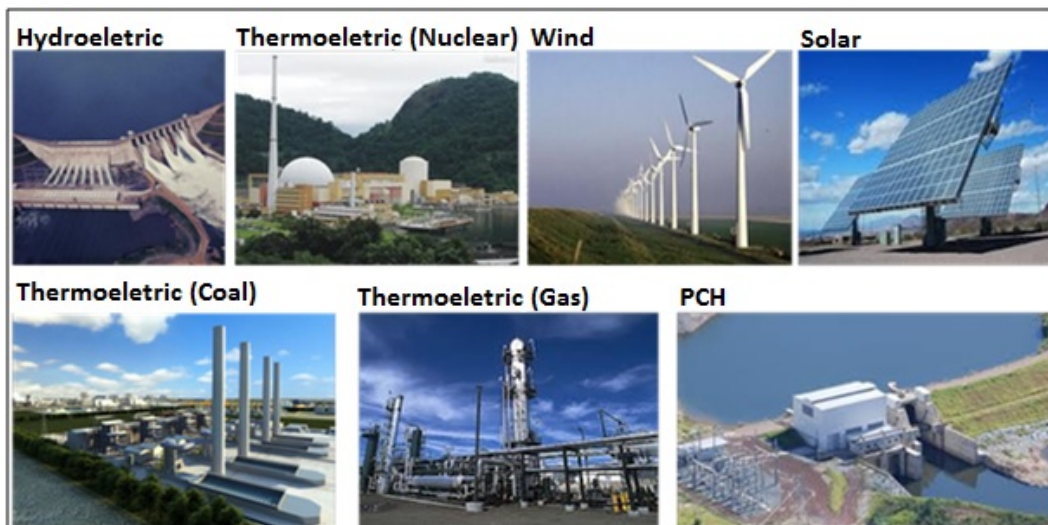 Hydroeletric
Thermoeletric (Nuclear)
Wind
Solar
Thermoeletric (Coal)
Thermoeletric (Gas)
PCH